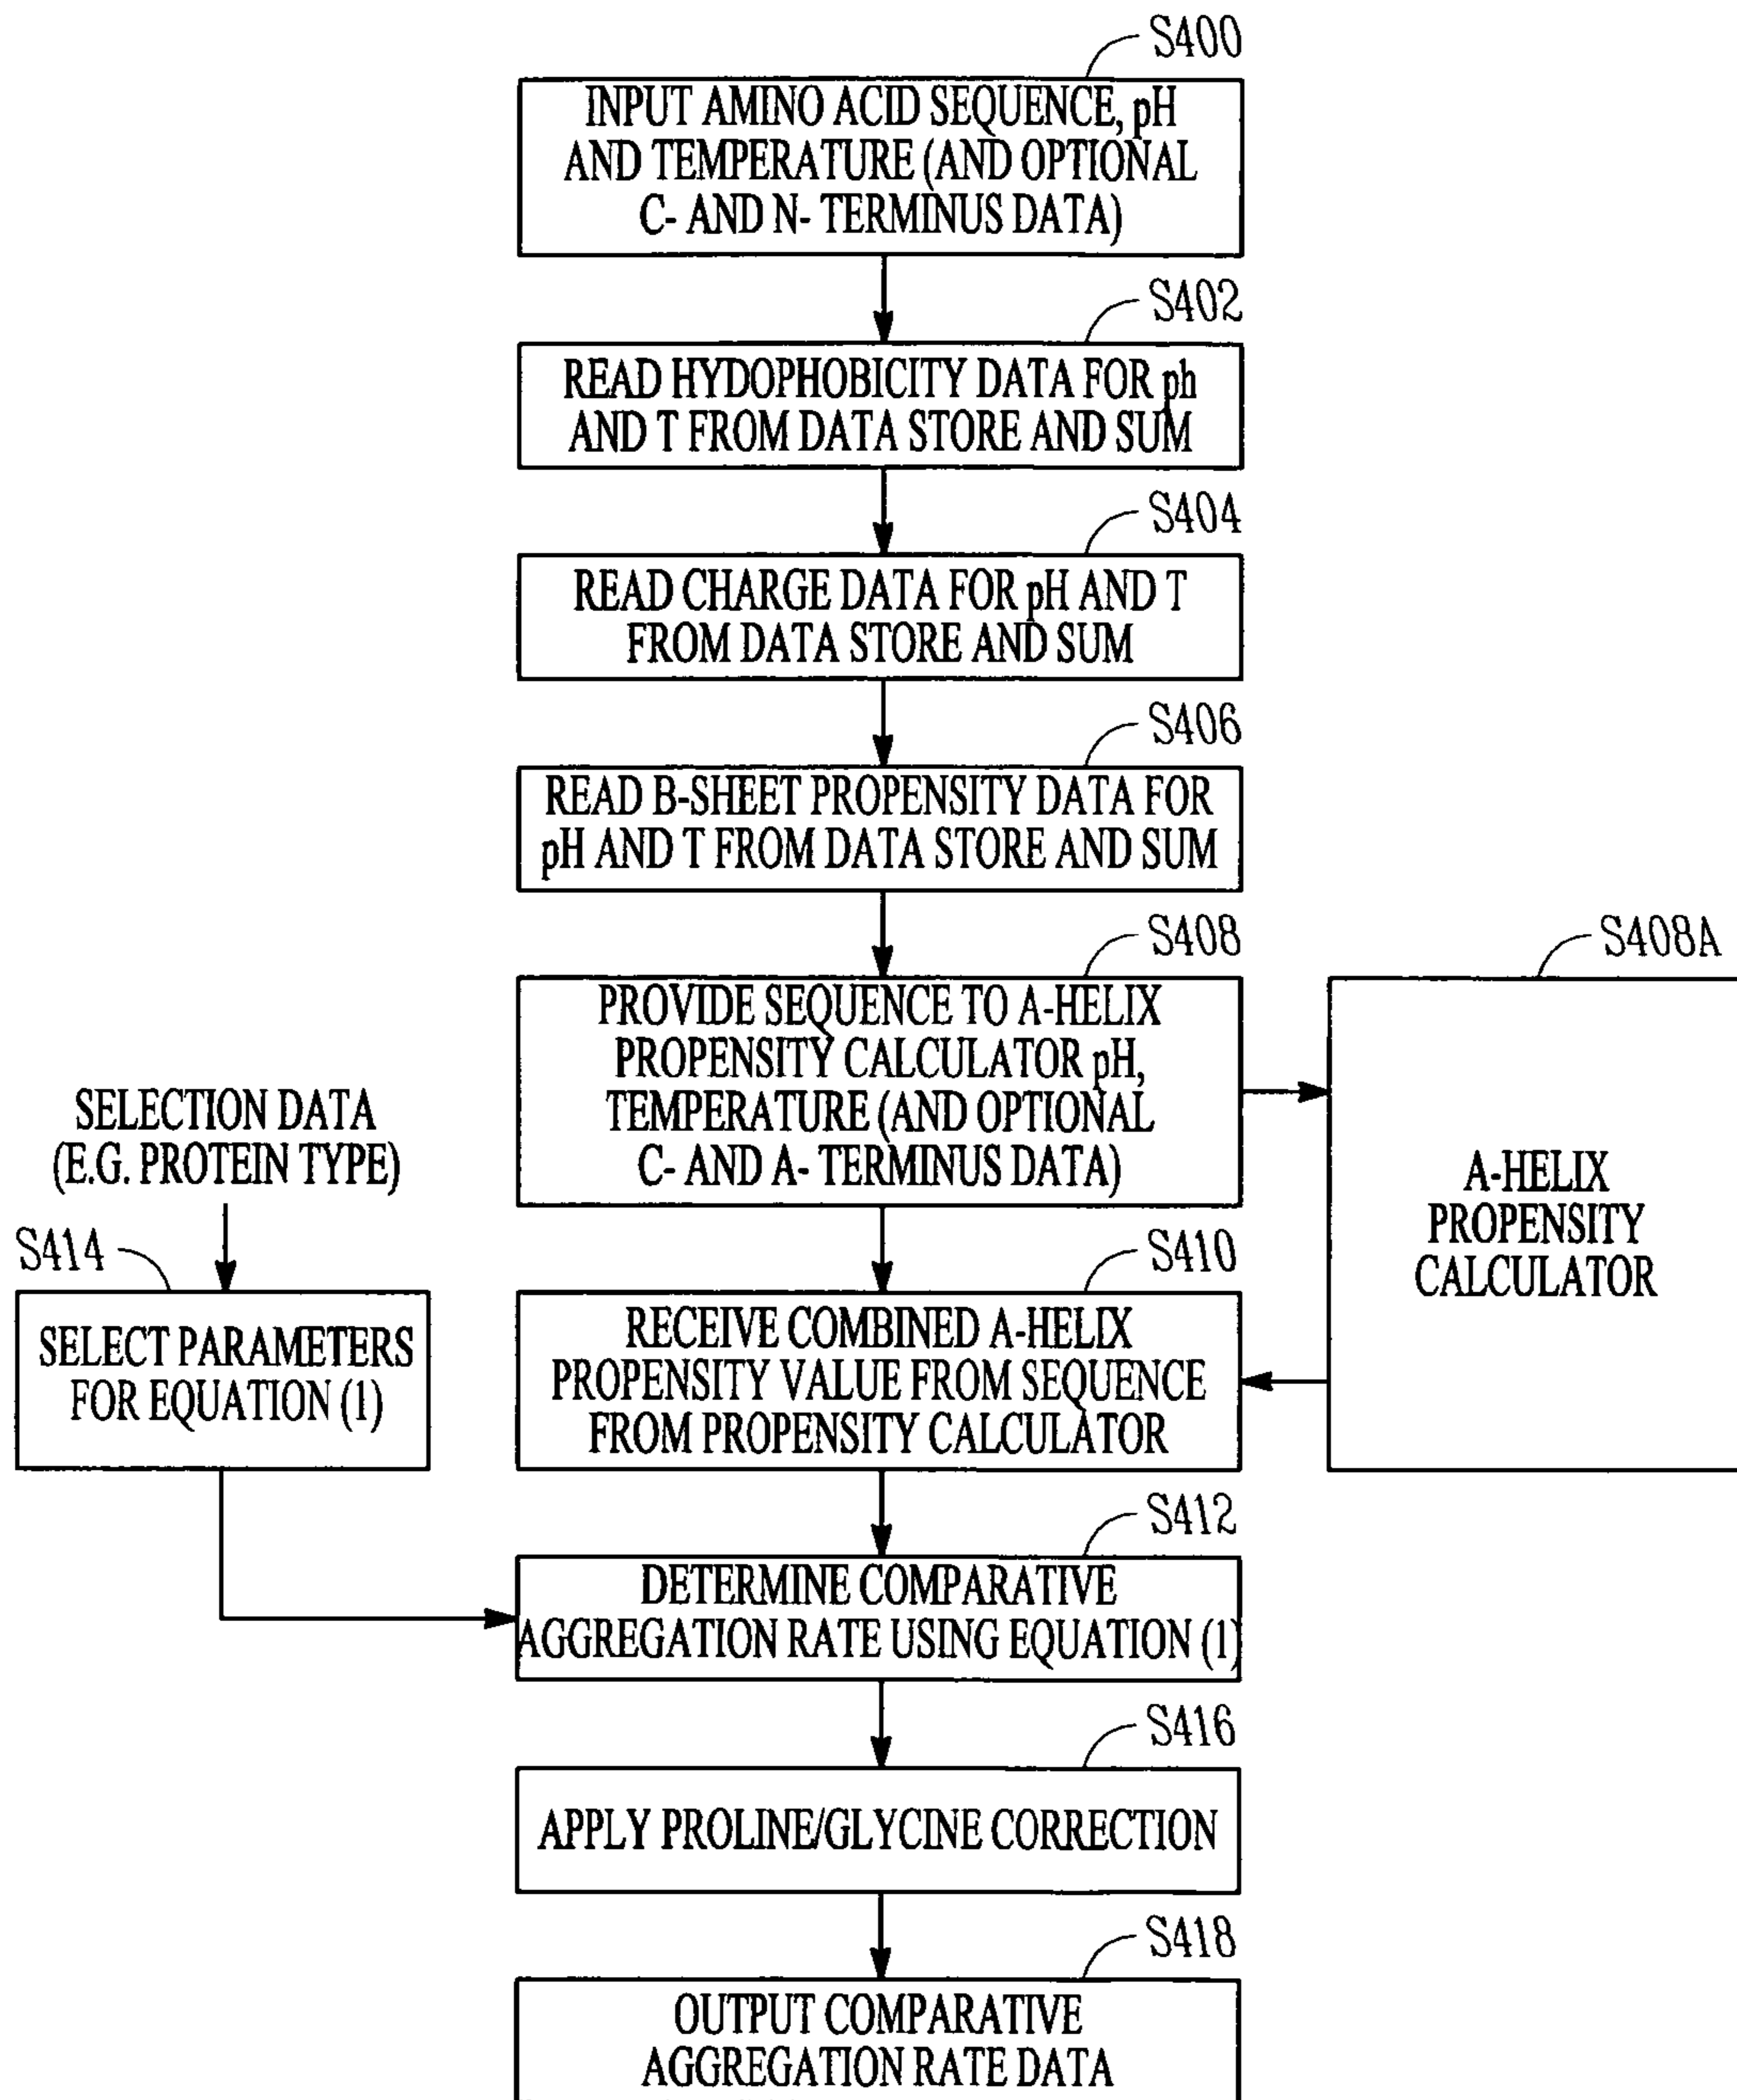 S400
INPUT AMINO ACID SEQUENCE, pH
AND TEMPERATURE (AND OPTIONAL
C- AND N- TERMINUS DATA)
S402
READ HYDOPHOBICITY DATA FOR ph
AND T FROM DATA STORE AND SUM
S404
READ CHARGE DATA FOR pH AND T
FROM DATA STORE AND SUM
S406
READ B-SHEET PROPENSITY DATA FOR
pH AND T FROM DATA STORE AND SUM
S408
PROVIDE SEQUENCE TO A-HELIX
PROPENSITY CALCULATOR pH,
TEMPERATURE (AND OPTIONAL
C- AND A- TERMINUS DATA)
S408A
A-HELIX
PROPENSITY
CALCULATOR
SELECTION DATA
(E.G. PROTEIN TYPE)
S414
SELECT PARAMETERS
FOR EQUATION (1)
S410
RECEIVE COMBINED A-HELIX
PROPENSITY VALUE FROM SEQUENCE
FROM PROPENSITY CALCULATOR
S412
DETERMINE COMPARATIVE
AGGREGATION RATE USING EQUATION (1)
S416
APPLY PROLINE/GLYCINE CORRECTION
S418
OUTPUT COMPARATIVE
AGGREGATION RATE DATA